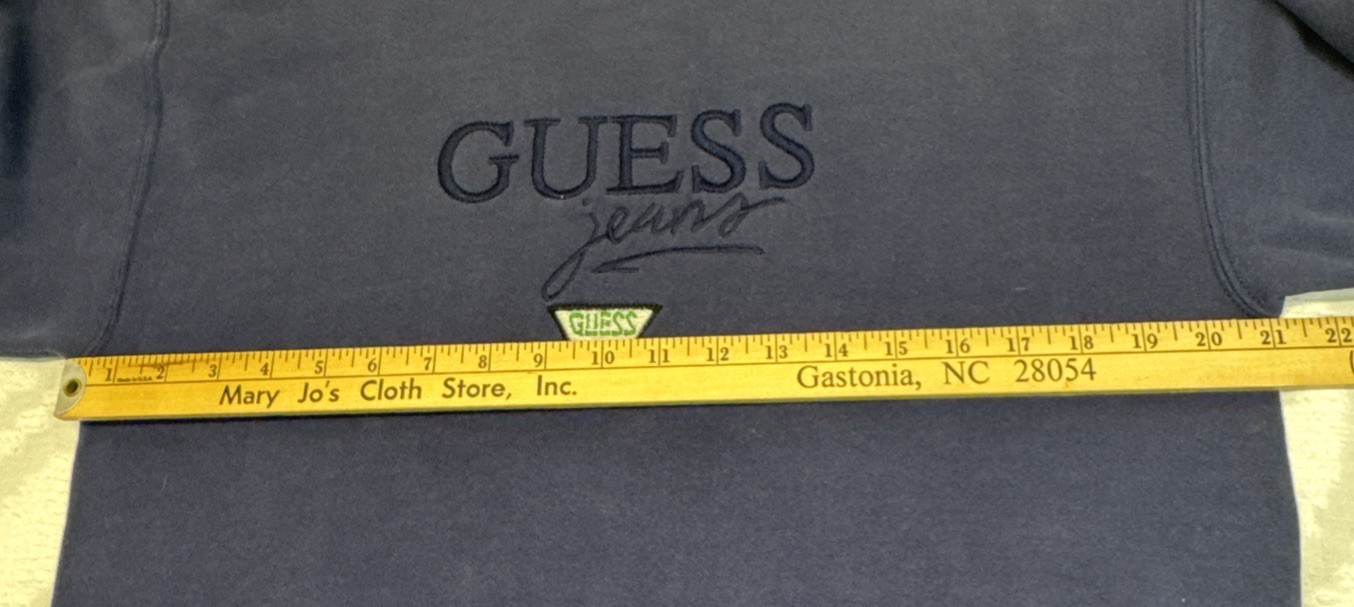 GUESS
jeans
GUESS
1 2 3 4 5 6 7 8 9 10 11 12 13 14 15 16 17 18 19 20 21 22
Mary Jo's Cloth Store, Inc. Gastonia, NC 28054